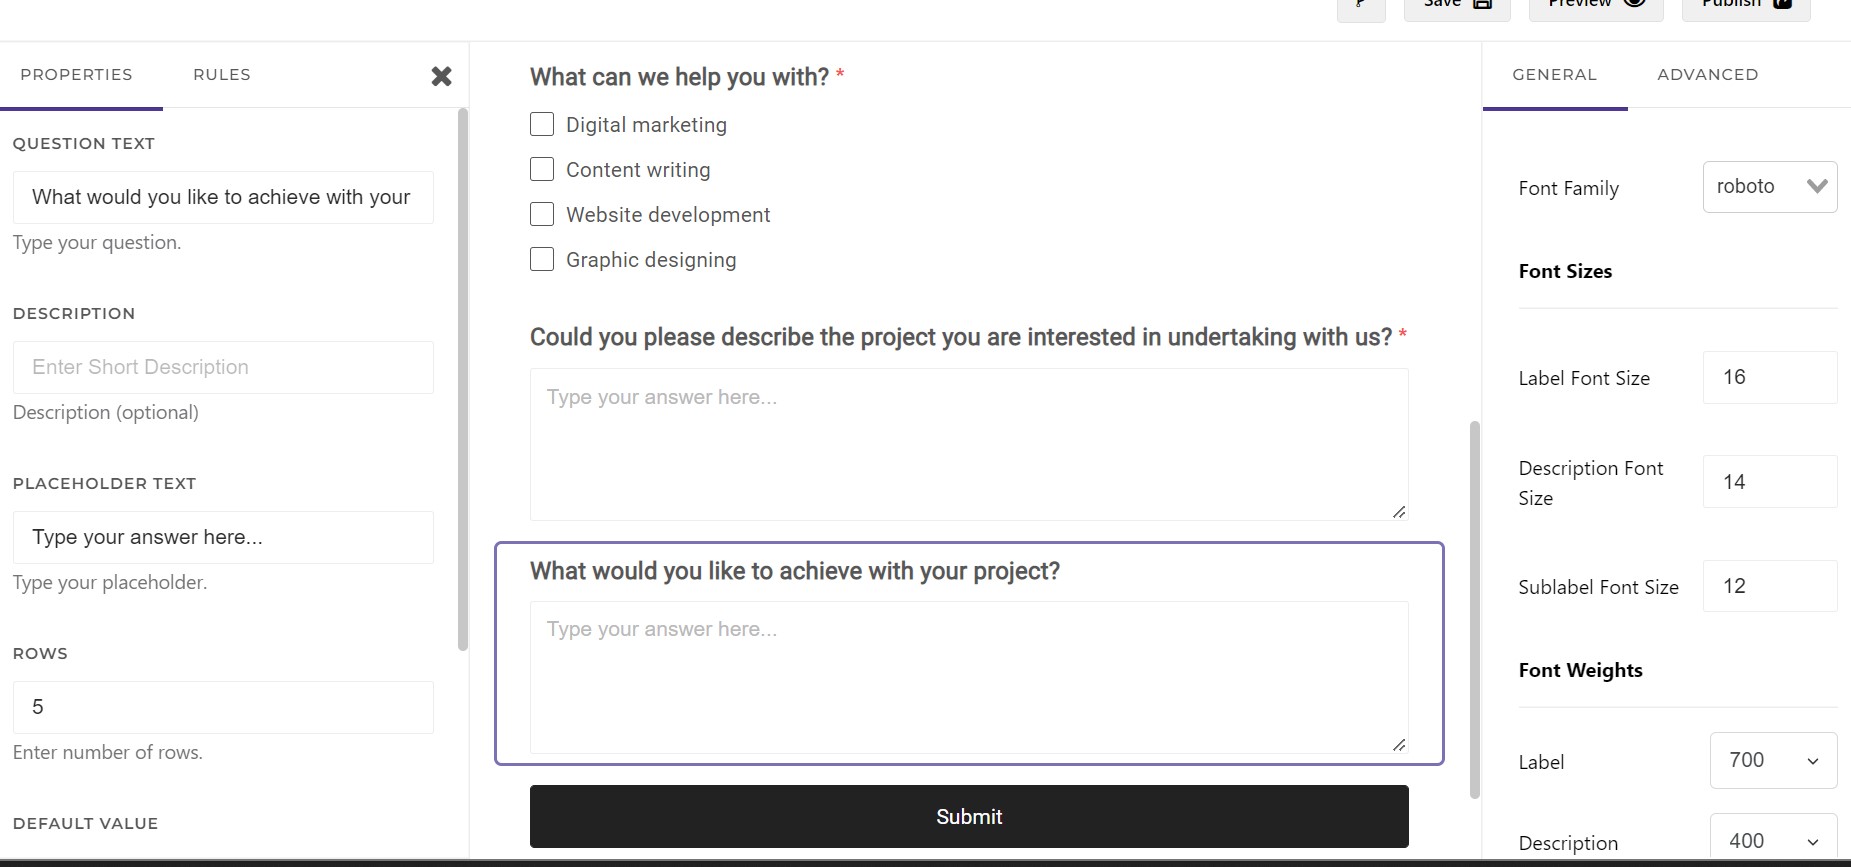 Save
Preview
Publish
PROPERTIES
RULES
QUESTION TEXT
What would you like to achieve with your
Type your question.
DESCRIPTION
Enter Short Description
Description (optional)
PLACEHOLDER TEXT
Type your answer here...
Type your placeholder.
ROWS
5
Enter number of rows.
DEFAULT VALUE
What can we help you with? *
Digital marketing
Content writing
Website development
Graphic designing
Could you please describe the project you are interested in undertaking with us? *
Type your answer here...
What would you like to achieve with your project?
Type your answer here...
Submit
GENERAL
ADVANCED
Font Family
roboto
Font Sizes
Label Font Size
16
Description Font
Size
14
Sublabel Font Size
12
Font Weights
Label
700
Description
400